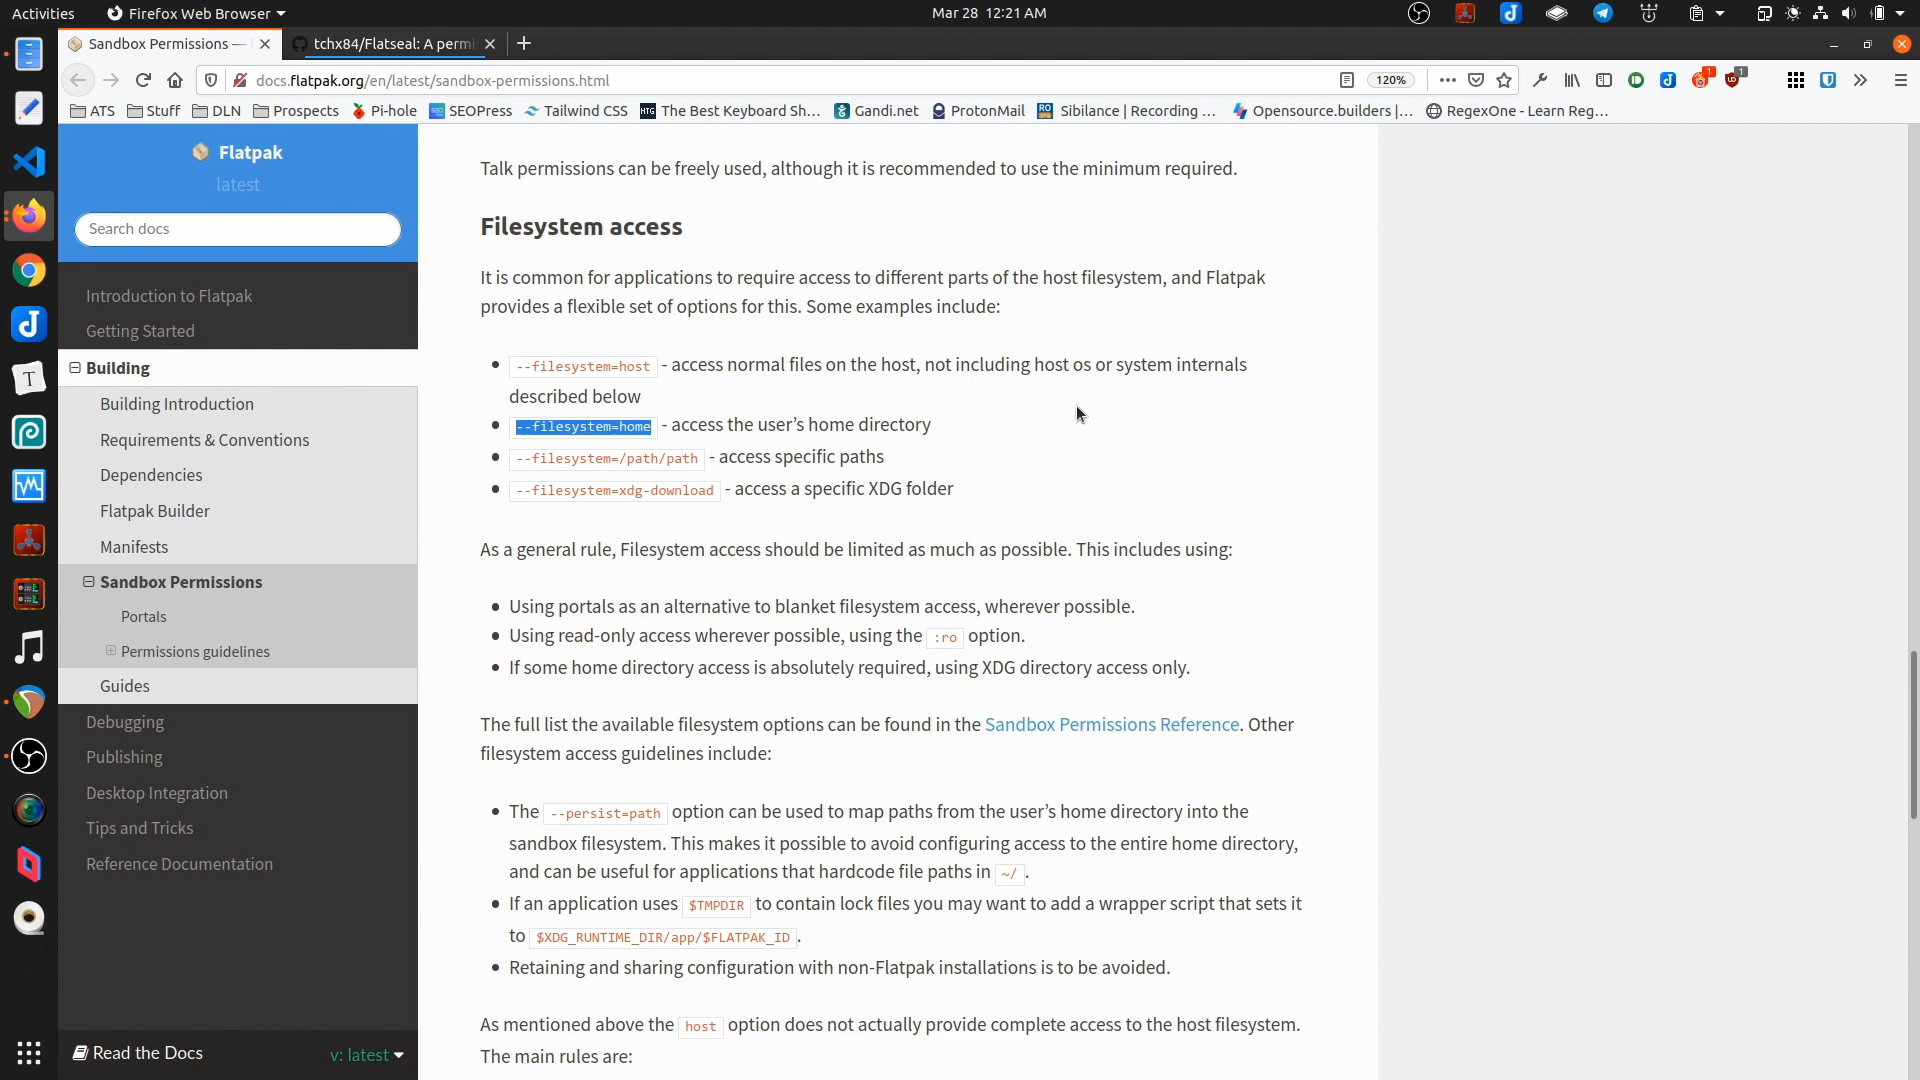 Activities
Firefox Web Browser
Mar 28 12:21 AM
Sandbox Permissions —
tchx84/Flatseal: A permi
docs.flatpak.org/en/latest/sandbox-permissions.html
120%
1
1
ATS
Stuff
DLN
Prospects
Pi-hole
SEOPress
Tailwind CSS
HTG
The Best Keyboard Sh...
Gandi.net
ProtonMail
Sibilance | Recording ...
Opensource.builders |...
RegexOne - Learn Reg...
Flatpak
latest
Search docs
Introduction to Flatpak
Getting Started
Building
Building Introduction
Requirements & Conventions
Dependencies
Flatpak Builder
Manifests
Sandbox Permissions
Portals
Permissions guidelines
Guides
Debugging
Publishing
Desktop Integration
Tips and Tricks
Reference Documentation
Read the Docs
v: latest
Talk permissions can be freely used, although it is recommended to use the minimum required.
Filesystem access
It is common for applications to require access to different parts of the host filesystem, and Flatpak
provides a flexible set of options for this. Some examples include:
--filesystem=host - access normal files on the host, not including host os or system internals
described below
--filesystem=home - access the user’s home directory
--filesystem=/path/path - access specific paths
--filesystem=xdg-download - access a specific XDG folder
As a general rule, Filesystem access should be limited as much as possible. This includes using:
Using portals as an alternative to blanket filesystem access, wherever possible.
Using read-only access wherever possible, using the :ro option.
If some home directory access is absolutely required, using XDG directory access only.
The full list the available filesystem options can be found in the Sandbox Permissions Reference. Other
filesystem access guidelines include:
The --persist=path option can be used to map paths from the user’s home directory into the
sandbox filesystem. This makes it possible to avoid configuring access to the entire home directory,
and can be useful for applications that hardcode file paths in ~/ .
If an application uses $TMPDIR to contain lock files you may want to add a wrapper script that sets it
to $XDG_RUNTIME_DIR/app/$FLATPAK_ID .
Retaining and sharing configuration with non-Flatpak installations is to be avoided.
As mentioned above the host option does not actually provide complete access to the host filesystem.
The main rules are: